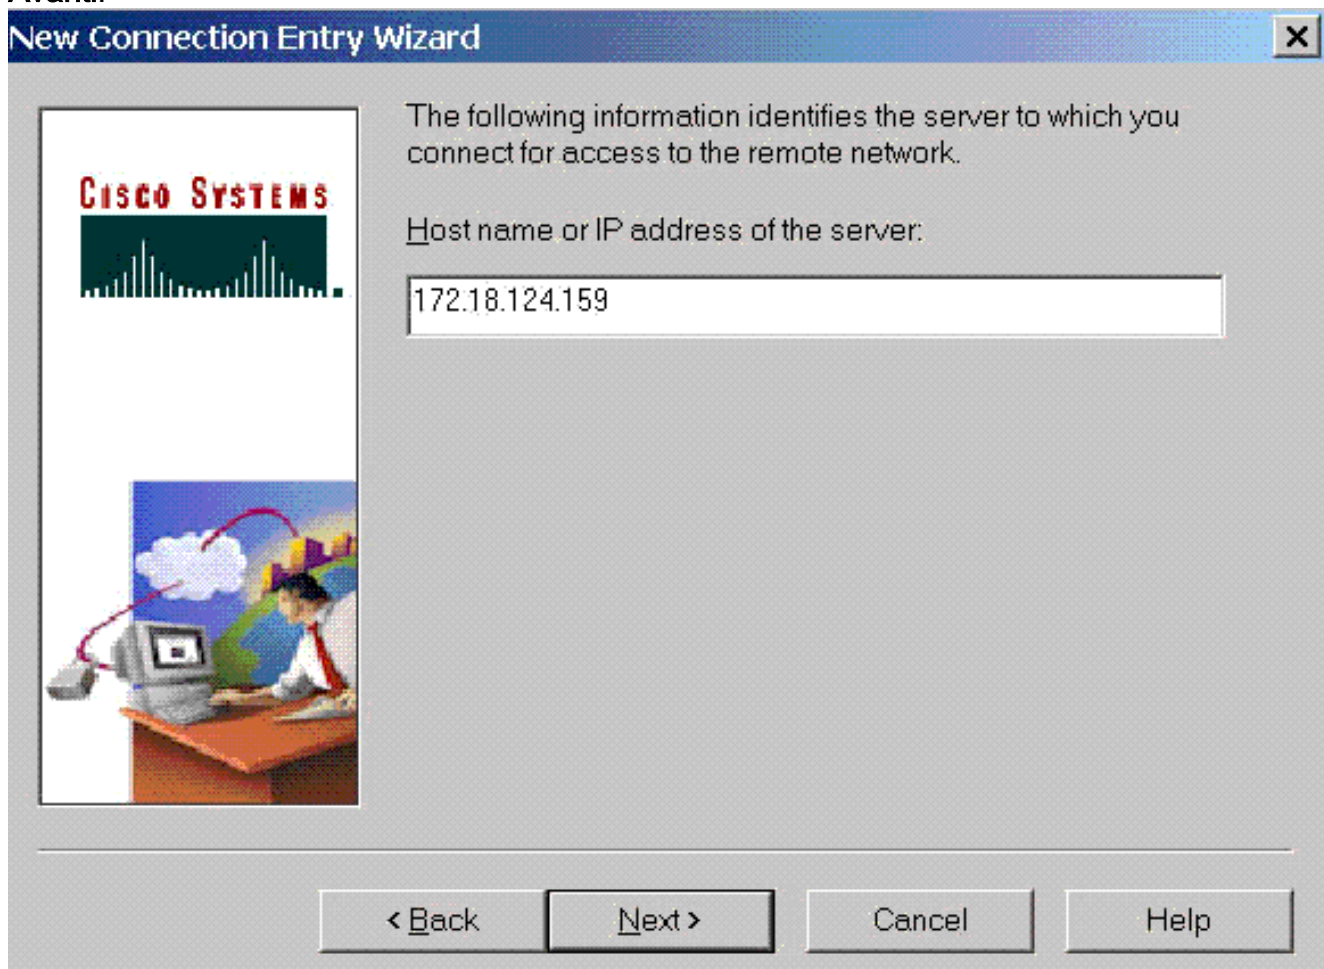 Avanti.
New Connection Entry Wizard
The following information identifies the server to which you
connect for access to the remote network.
CISCO SYSTEMS
Host name or IP address of the server:
172.18.124.159
< Back
Next >
Cancel
Help